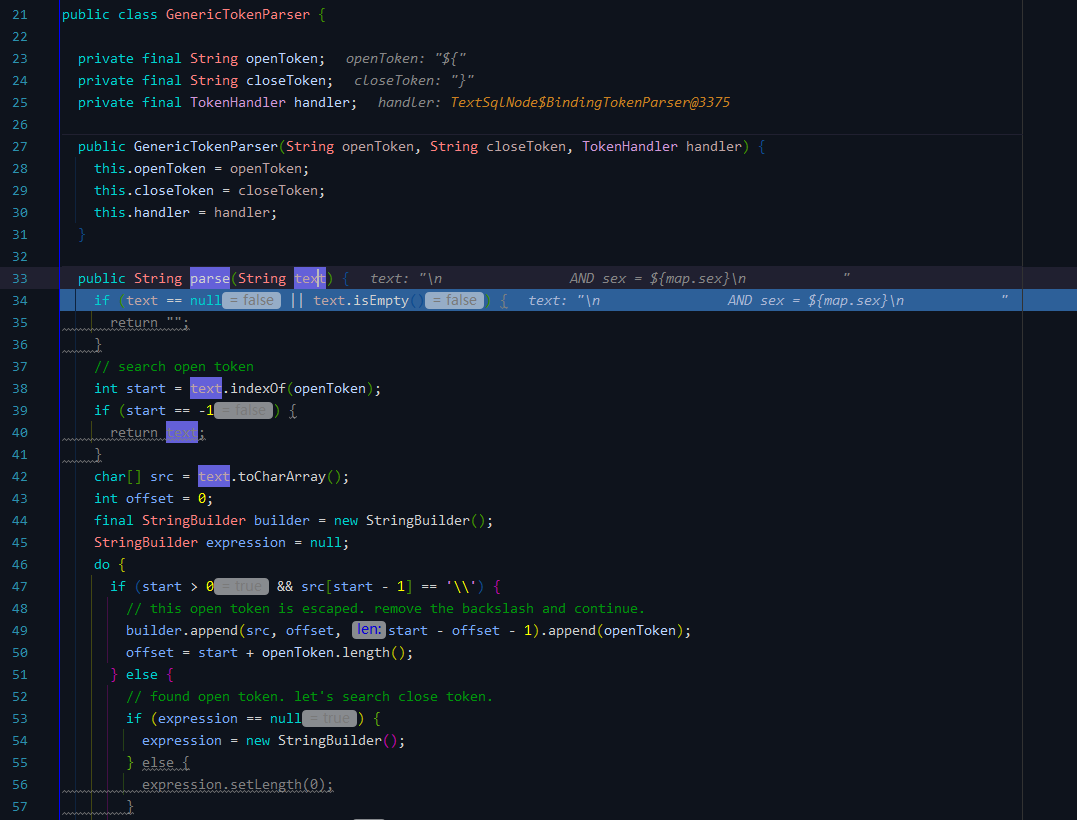 21 public class GenericTokenParser {
22
23 private final String openToken; openToken: "${"
24 private final String closeToken; closeToken: "}"
25 private final TokenHandler handler; handler: TextSqlNode$BindingTokenParser@3375
26
27 public GenericTokenParser(String openToken, String closeToken, TokenHandler handler) {
28 this.openToken = openToken;
29 this.closeToken = closeToken;
30 this.handler = handler;
31 }
32
33 public String parse(String text) { text: "\n AND sex = ${map.sex}\n "
34 if (text == null = false || text.isEmpty() = false ) { text: "\n AND sex = ${map.sex}\n "
35 return "";
36 }
37 // search open token
38 int start = text.indexOf(openToken);
39 if (start == -1 = false ) {
40 return text;
41 }
42 char[] src = text.toCharArray();
43 int offset = 0;
44 final StringBuilder builder = new StringBuilder();
45 StringBuilder expression = null;
46 do {
47 if (start > 0 = true && src[start - 1] == '\\') {
48 // this open token is escaped. remove the backslash and continue.
49 builder.append(src, offset, len: start - offset - 1).append(openToken);
50 offset = start + openToken.length();
51 } else {
52 // found open token. let's search close token.
53 if (expression == null = true ) {
54 expression = new StringBuilder();
55 } else {
56 expression.setLength(0);
57 }